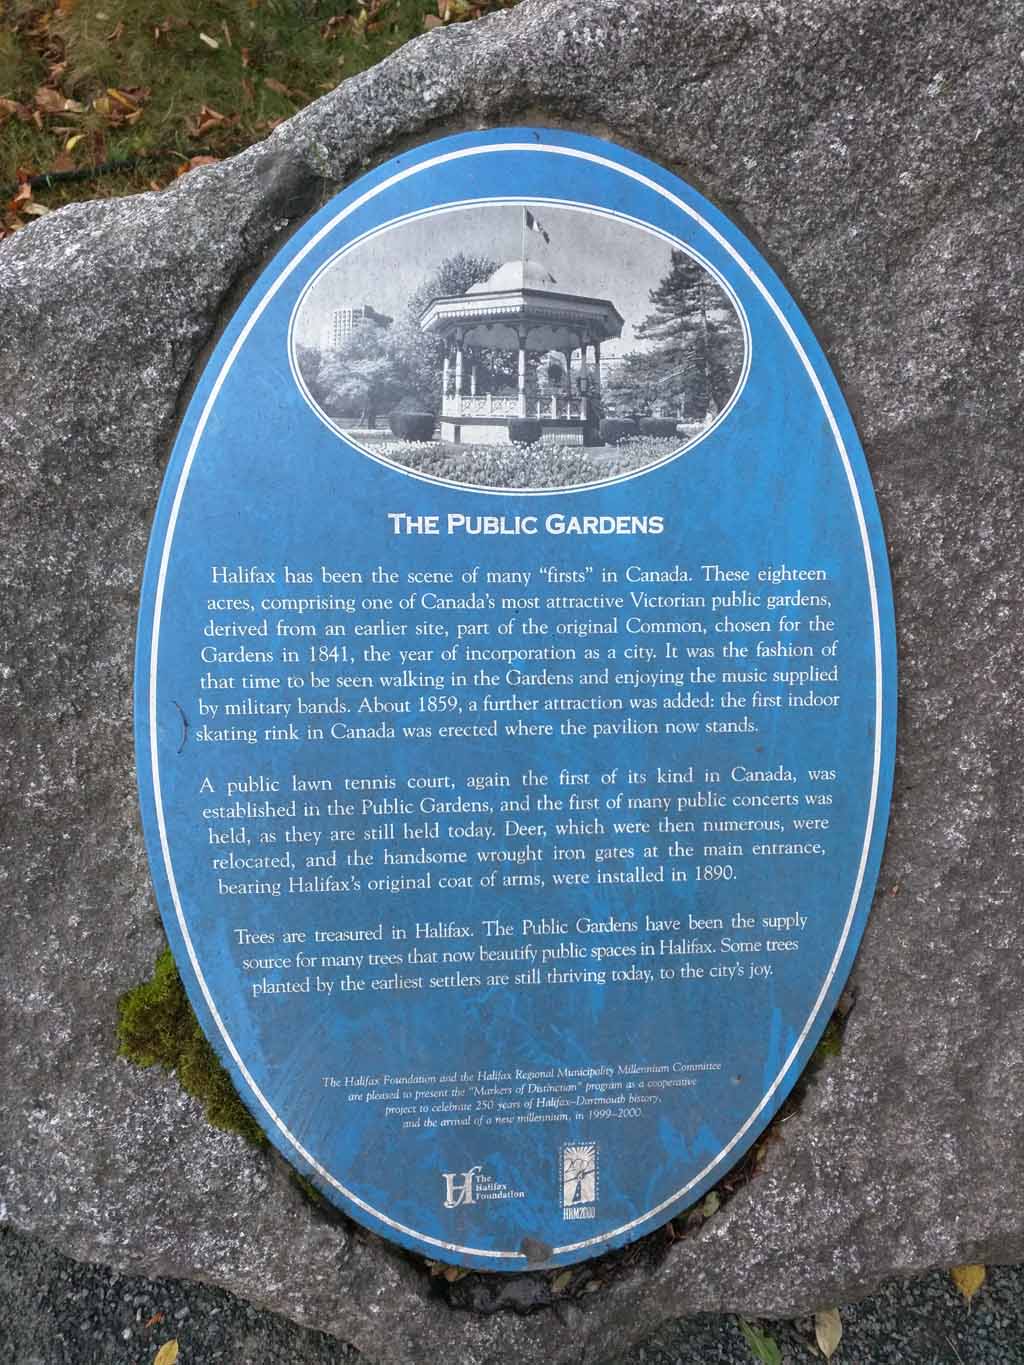 THE PUBLIC GARDENS
Halifax has been the scene of many “firsts” in Canada. These eighteen
acres, comprising one of Canada’s most attractive Victorian public gardens,
derived from an earlier site, part of the original Common, chosen for the
Gardens in 1841, the year of incorporation as a city. It was the fashion of
that time to be seen walking in the Gardens and enjoying the music supplied
by military bands. About 1859, a further attraction was added: the first indoor
skating rink in Canada was erected where the pavilion now stands.
A public lawn tennis court, again the first of its kind in Canada, was
established in the Public Gardens, and the first of many public concerts was
held, as they are still held today. Deer, which were then numerous, were
relocated, and the handsome wrought iron gates at the main entrance,
bearing Halifax’s original coat of arms, were installed in 1890.
Trees are treasured in Halifax. The Public Gardens have been the supply
source for many trees that now beautify public spaces in Halifax. Some trees
planted by the earliest settlers are still thriving today, to the city’s joy.
The Halifax Foundation and the Halifax Regional Municipality Millennium Committee
are pleased to present the “Markers of Distinction” program as a cooperative
project to celebrate 250 years of Halifax–Dartmouth history,
and the arrival of a new millennium, in 1999–2000.
Hf The
Halifax
Foundation
HRM2000